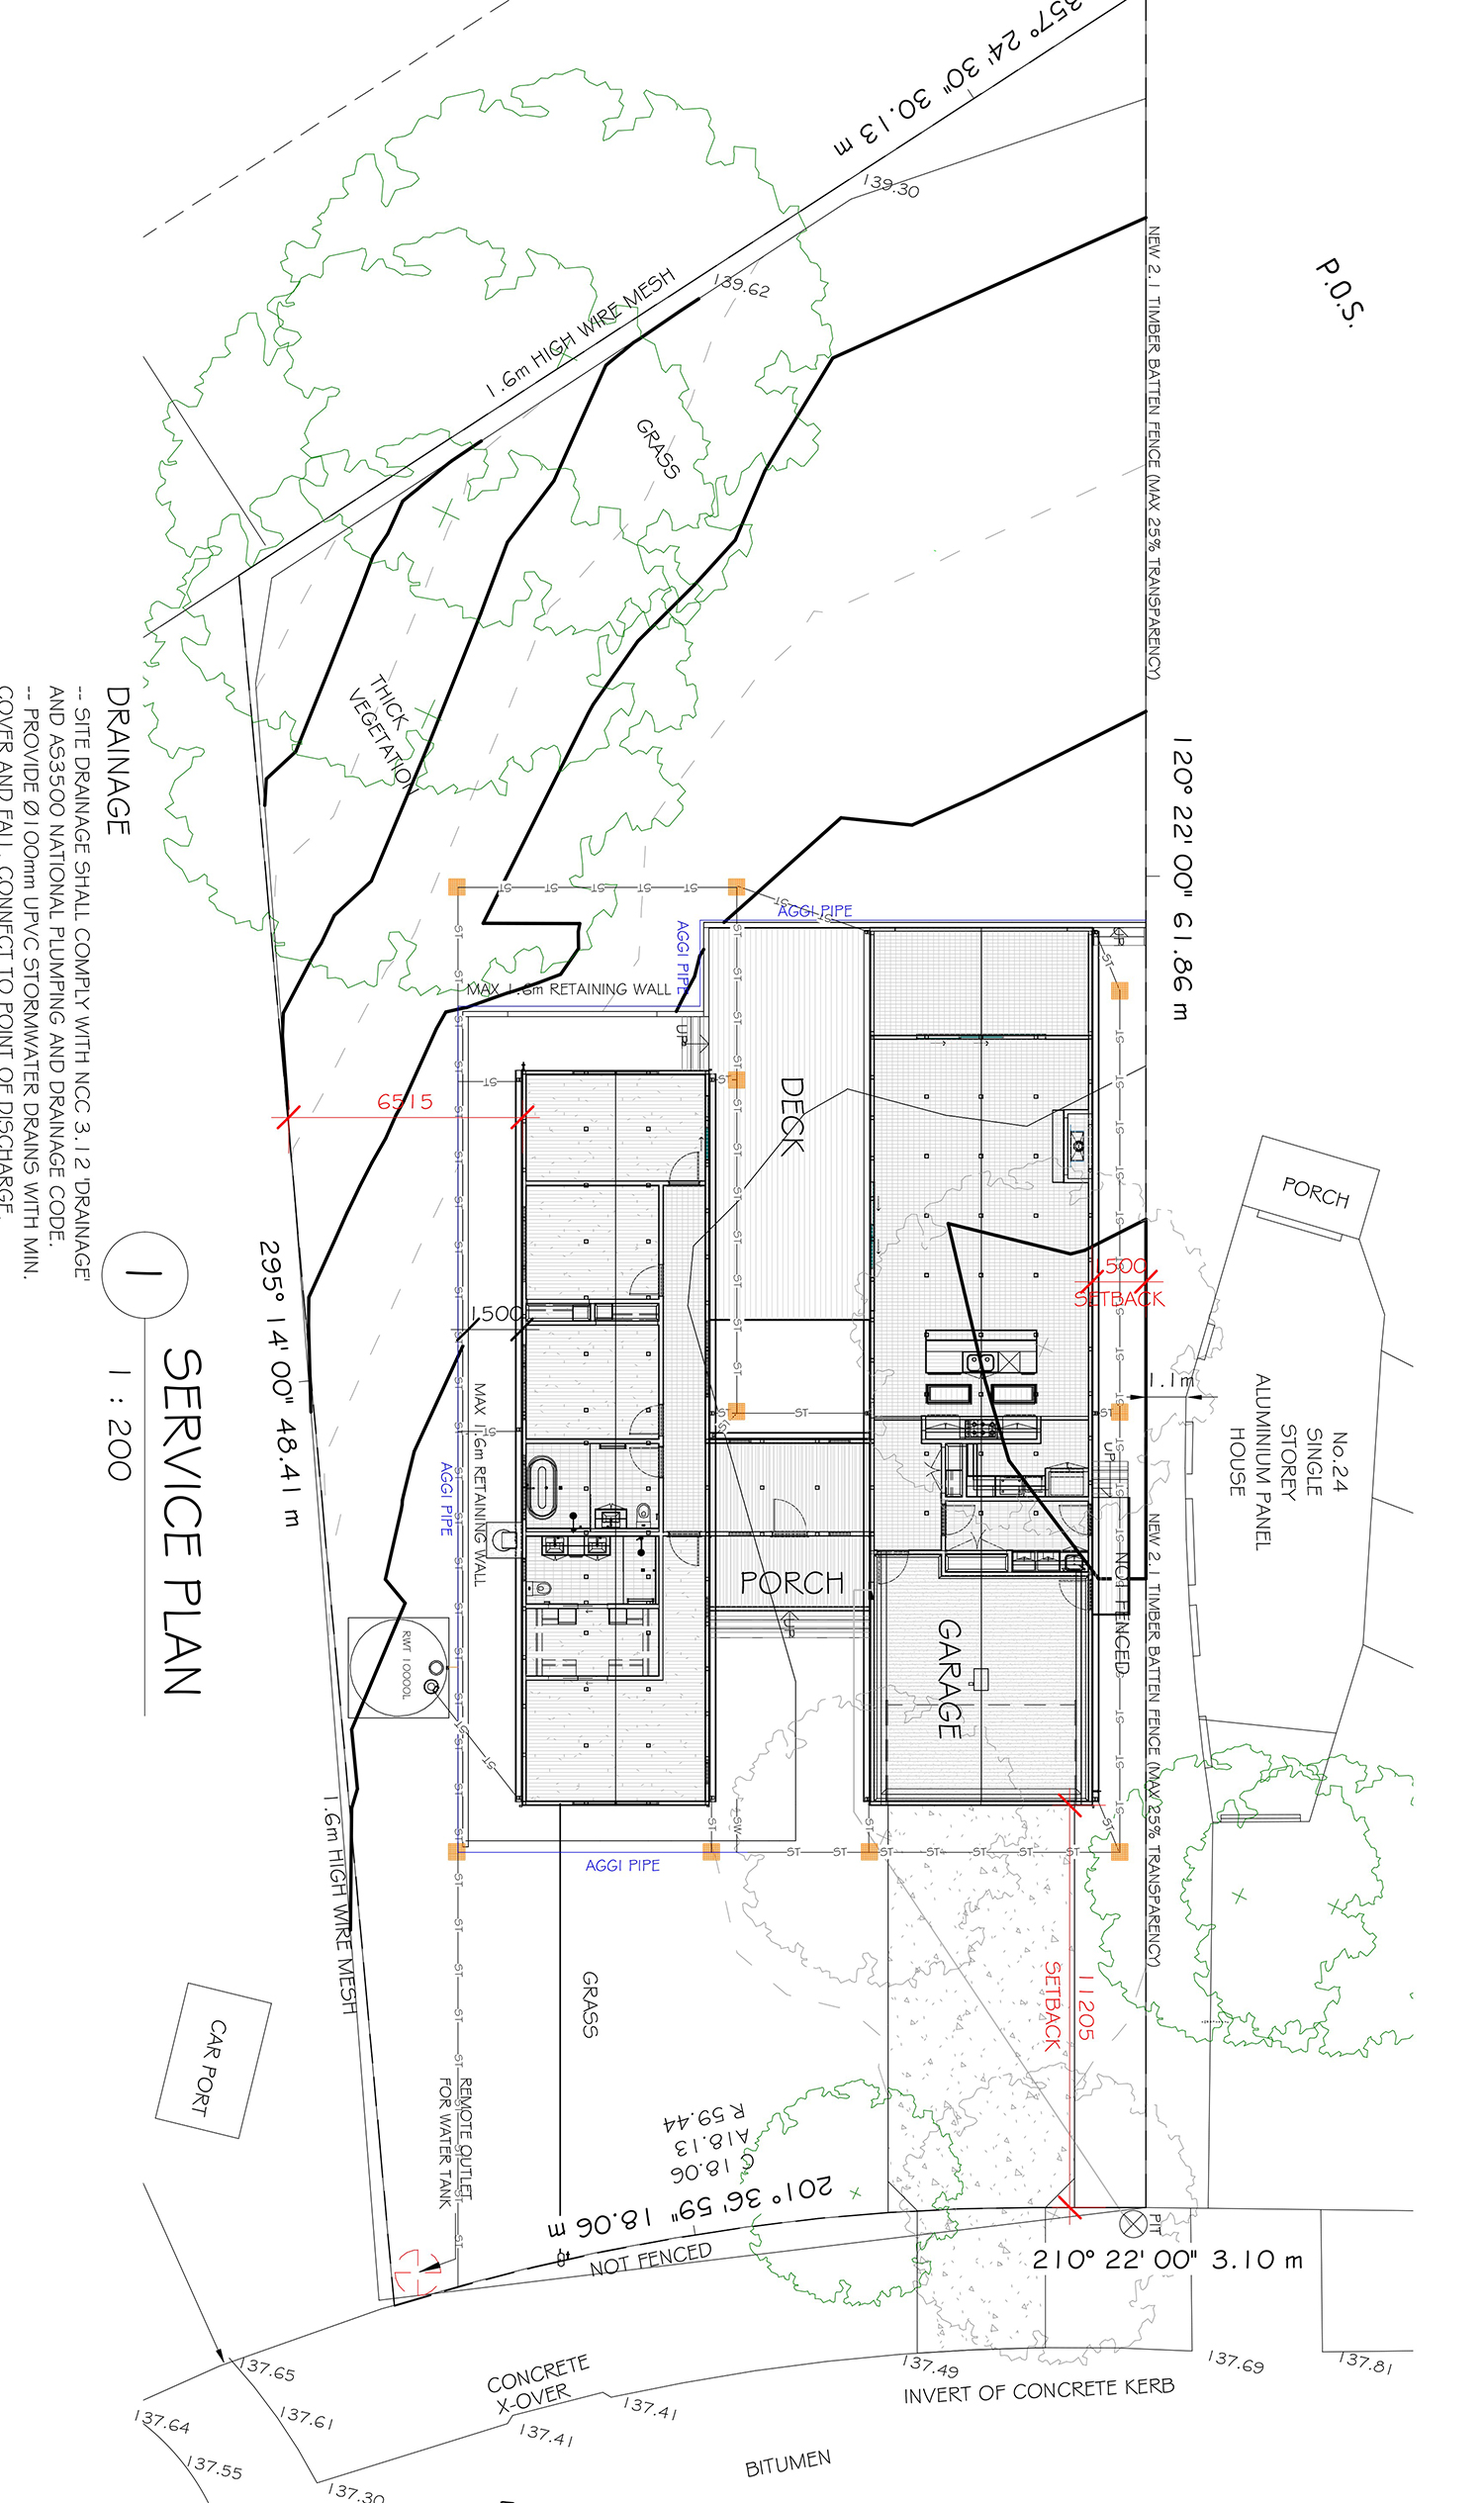 357° 24' 30" 30.13 m
139.30
139.62
1.6m HIGH WIRE MESH
GRASS
THICK
VEGETATION
P.O.S.
NEW 2.1 TIMBER BATTEN FENCE (MAX 25% TRANSPARENCY)
120° 22' 00" 61.86 m
DRAINAGE
-- SITE DRAINAGE SHALL COMPLY WITH NCC 3.12 'DRAINAGE'
AND AS3500 NATIONAL PLUMPING AND DRAINAGE CODE.
-- PROVIDE Ø100mm UPVC STORMWATER DRAINS WITH MIN.
COVER AND FALL. CONNECT TO POINT OF DISCHARGE.
AGGI PIPE
AGGI PIPE
MAX 1.6m RETAINING WALL
UP
UP
DECK
6515
500
SETBACK
1500
1.1m
PORCH
No.24
SINGLE
STOREY
ALUMINIUM PANEL
HOUSE
1
SERVICE PLAN
1 : 200
295° 14' 00" 48.41 m
MAX 1.6m RETAINING WALL
AGGI PIPE
UP
PORCH
UP
GARAGE
NOT FENCED
NEW 2.1 TIMBER BATTEN FENCE (MAX 25% TRANSPARENCY)
RWT 10000L
1.6m HIGH WIRE MESH
ST
SW
AGGI PIPE
GRASS
11205
SETBACK
CAR PORT
REMOTE OUTLET
FOR WATER TANK
R 59.44
A18.13
C 18.06
201° 36' 59" 18.06 m
NOT FENCED
PIT
210° 22' 00" 3.10 m
137.65
137.64
137.61
137.55
137.30
CONCRETE
X-OVER
137.41
137.41
137.49
137.69
137.81
INVERT OF CONCRETE KERB
BITUMEN